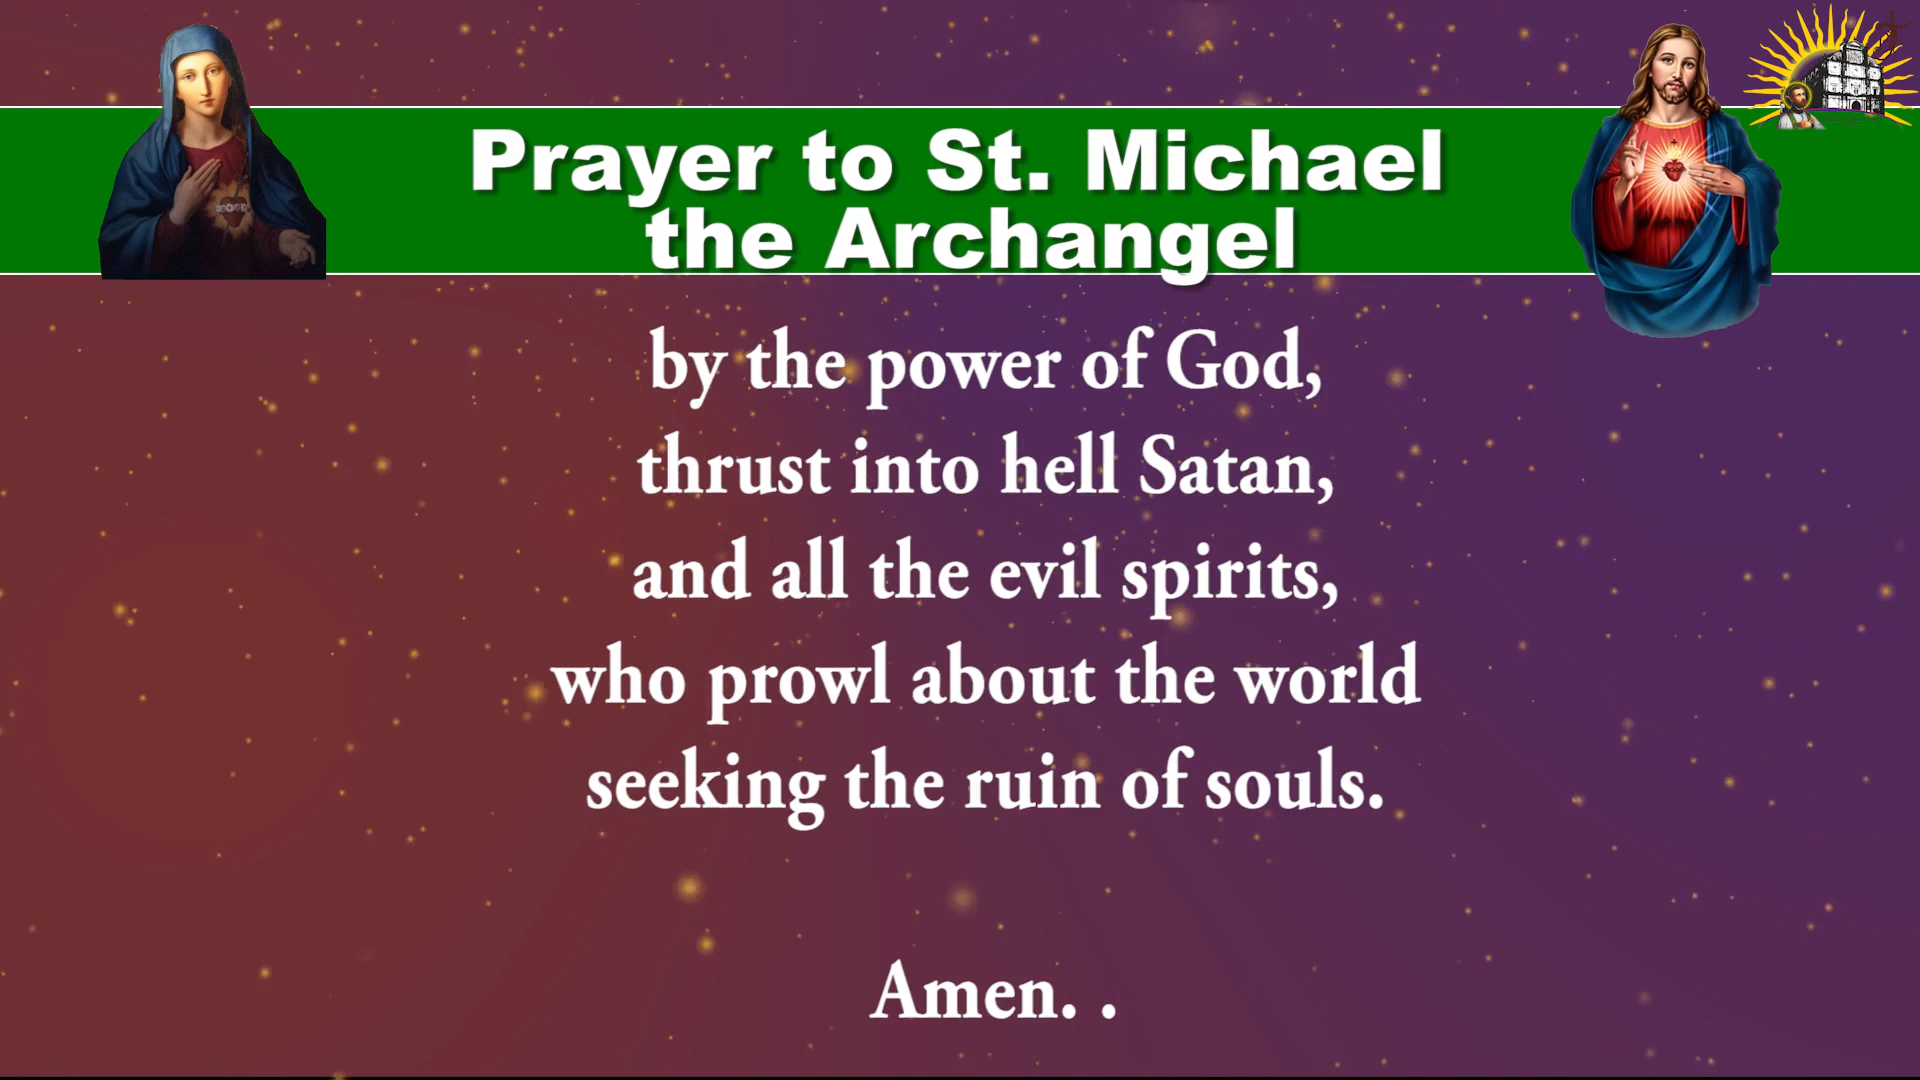 Prayer to St. Michael
the Archangel
by the power of God,
thrust into hell Satan,
and all the evil spirits,
who prowl about the world
seeking the ruin of souls.
Amen. .